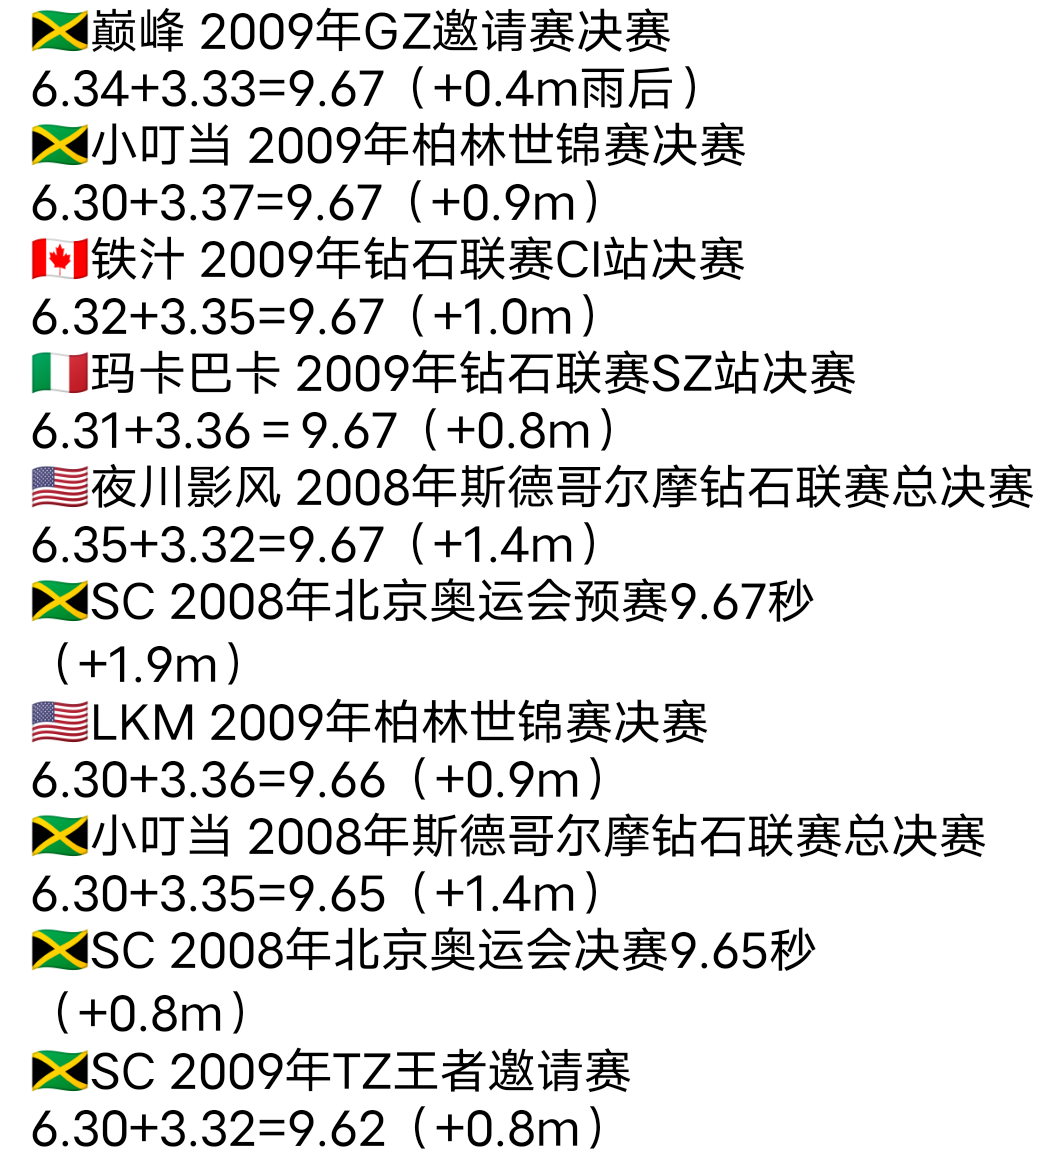 🇯🇲巅峰 2009年GZ邀请赛决赛
6.34+3.33=9.67（+0.4m雨后）
🇯🇲小叮当 2009年柏林世锦赛决赛
6.30+3.37=9.67（+0.9m）
🇨🇦铁汁 2009年钻石联赛CI站决赛
6.32+3.35=9.67（+1.0m）
🇮🇹玛卡巴卡 2009年钻石联赛SZ站决赛
6.31+3.36 = 9.67（+0.8m）
🇺🇸夜川影风 2008年斯德哥尔摩钻石联赛总决赛
6.35+3.32=9.67（+1.4m）
🇯🇲SC 2008年北京奥运会预赛9.67秒
（+1.9m）
🇺🇸LKM 2009年柏林世锦赛决赛
6.30+3.36=9.66（+0.9m）
🇯🇲小叮当 2008年斯德哥尔摩钻石联赛总决赛
6.30+3.35=9.65（+1.4m）
🇯🇲SC 2008年北京奥运会决赛9.65秒
（+0.8m）
🇯🇲SC 2009年TZ王者邀请赛
6.30+3.32=9.62（+0.8m）